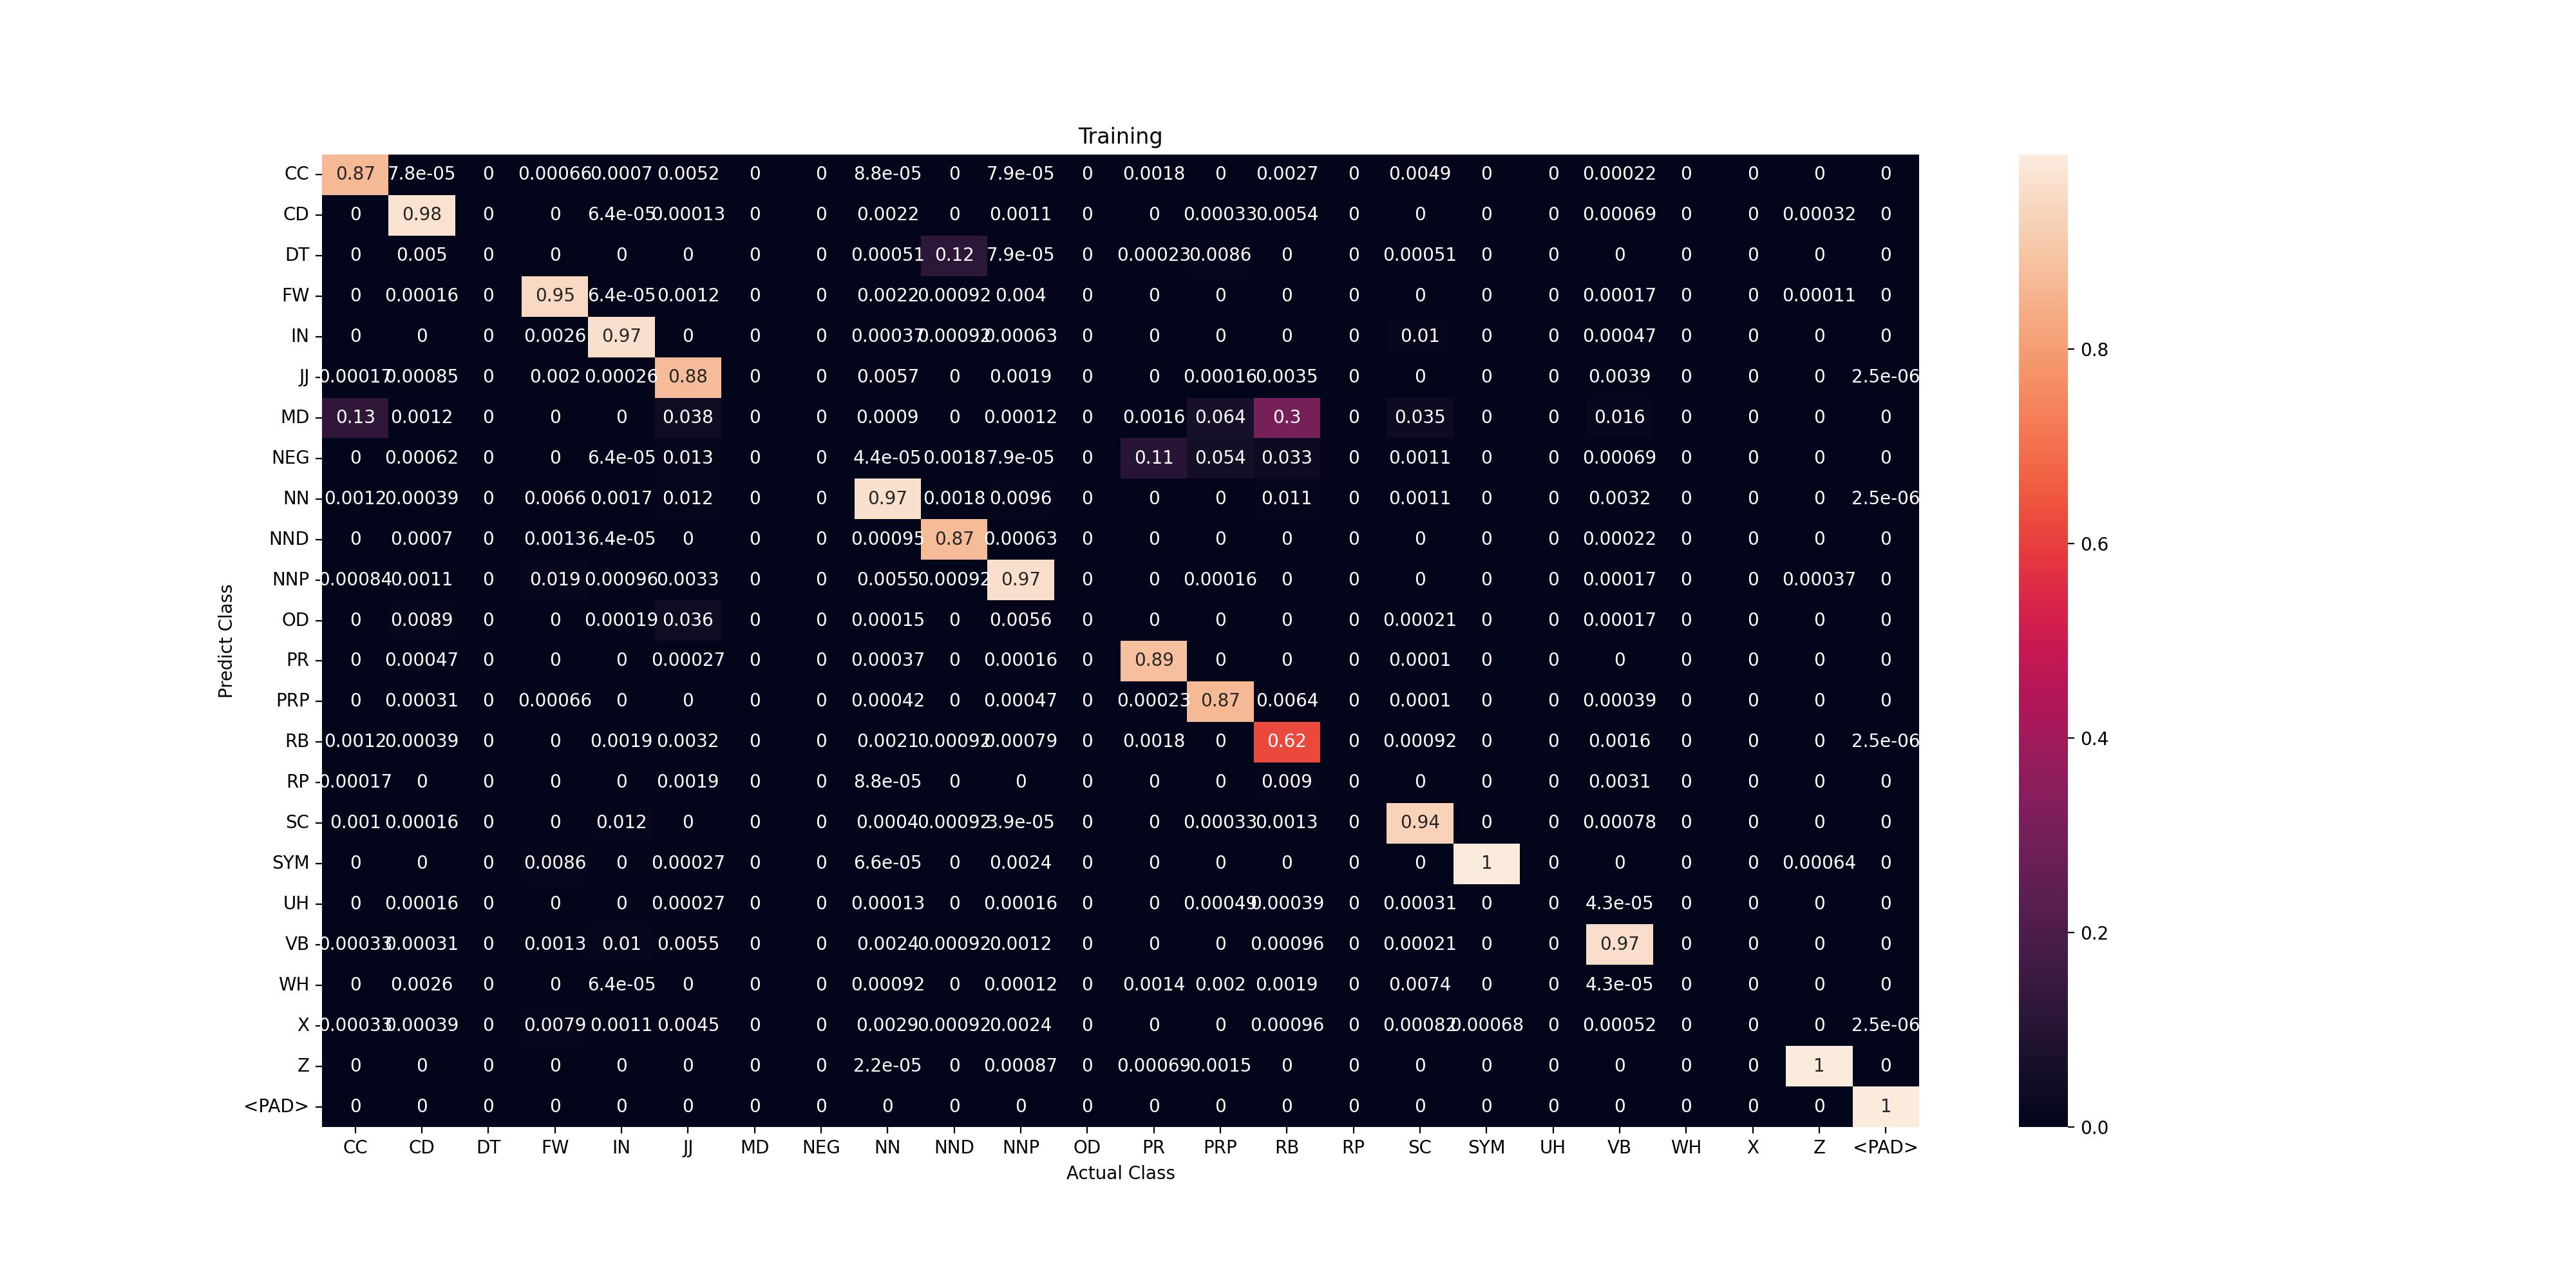 Training
CC 0.87 7.8e-05 0 0.00066 0.0007 0.0052 0 0 8.8e-05 0 7.9e-05 0 0.0018 0 0.0027 0 0.0049 0 0 0.00022 0 0 0 0
CD 0 0.98 0 0 6.4e-05 0.00013 0 0 0.0022 0 0.0011 0 0 0.00033 0.0054 0 0 0 0 0.00069 0 0 0.00032 0
DT 0 0.005 0 0 0 0 0 0 0.00051 0.12 7.9e-05 0 0.00023 0.0086 0 0 0.00051 0 0 0 0 0 0 0
FW 0 0.00016 0 0.95 6.4e-05 0.0012 0 0 0.0022 0.00092 0.004 0 0 0 0 0 0 0 0 0.00017 0 0 0.00011 0
IN 0 0 0 0.0026 0.97 0 0 0 0.00037 0.00092 0.00063 0 0 0 0 0 0.01 0 0 0.00047 0 0 0 0
JJ 0.00017 0.00085 0 0.002 0.00026 0.88 0 0 0.0057 0 0.0019 0 0 0.00016 0.0035 0 0 0 0 0.0039 0 0 0 2.5e-06
MD 0.13 0.0012 0 0 0 0.038 0 0 0.0009 0 0.00012 0 0.0016 0.064 0.3 0 0.035 0 0 0.016 0 0 0 0
NEG 0 0.00062 0 0 6.4e-05 0.013 0 0 4.4e-05 0.0018 7.9e-05 0 0.11 0.054 0.033 0 0.0011 0 0 0.00069 0 0 0 0
NN 0.0012 0.00039 0 0.0066 0.0017 0.012 0 0 0.97 0.0018 0.0096 0 0 0 0.011 0 0.0011 0 0 0.0032 0 0 0 2.5e-06
NND 0 0.0007 0 0.0013 6.4e-05 0 0 0 0.00095 0.87 0.00063 0 0 0 0 0 0 0 0 0.00022 0 0 0 0
NNP 0.00084 0.0011 0 0.019 0.00096 0.0033 0 0 0.0055 0.00092 0.97 0 0 0.00016 0 0 0 0 0 0.00017 0 0 0.00037 0
OD 0 0.0089 0 0 0.00019 0.036 0 0 0.00015 0 0.0056 0 0 0 0 0 0.00021 0 0 0.00017 0 0 0 0
PR 0 0.00047 0 0 0 0.00027 0 0 0.00037 0 0.00016 0 0.89 0 0 0 0.0001 0 0 0 0 0 0 0
PRP 0 0.00031 0 0.00066 0 0 0 0 0.00042 0 0.00047 0 0.00023 0.87 0.0064 0 0.0001 0 0 0.00039 0 0 0 0
RB 0.0012 0.00039 0 0 0.0019 0.0032 0 0 0.0021 0.00092 0.00079 0 0.0018 0 0.62 0 0.00092 0 0 0.0016 0 0 0 2.5e-06
RP 0.00017 0 0 0 0 0.0019 0 0 8.8e-05 0 0 0 0 0 0.009 0 0 0 0 0.0031 0 0 0 0
SC 0.001 0.00016 0 0 0.012 0 0 0 0.0004 0.00092 3.9e-05 0 0 0.00033 0.0013 0 0.94 0 0 0.00078 0 0 0 0
SYM 0 0 0 0.0086 0 0.00027 0 0 6.6e-05 0 0.0024 0 0 0 0 0 0 1 0 0 0 0 0.00064 0
UH 0 0.00016 0 0 0 0.00027 0 0 0.00013 0 0.00016 0 0 0.00049 0.00039 0 0.00031 0 0 4.3e-05 0 0 0 0
VB 0.00033 0.00031 0 0.0013 0.01 0.0055 0 0 0.0024 0.00092 0.0012 0 0 0 0.00096 0 0.00021 0 0 0.97 0 0 0 0
WH 0 0.0026 0 0 6.4e-05 0 0 0 0.00092 0 0.00012 0 0.0014 0.002 0.0019 0 0.0074 0 0 4.3e-05 0 0 0 0
X 0.00033 0.00039 0 0.0079 0.0011 0.0045 0 0 0.0029 0.00092 0.0024 0 0 0 0.00096 0 0.00082 0.00068 0 0.00052 0 0 0 2.5e-06
Z 0 0 0 0 0 0 0 0 2.2e-05 0 0.00087 0 0.00069 0.0015 0 0 0 0 0 0 0 0 1 0
<PAD> 0 0 0 0 0 0 0 0 0 0 0 0 0 0 0 0 0 0 0 0 0 0 0 1
CC CD DT FW IN JJ MD NEG NN NND NNP OD PR PRP RB RP SC SYM UH VB WH X Z <PAD>
Actual Class
Predict Class
0.8
0.6
0.4
0.2
0.0